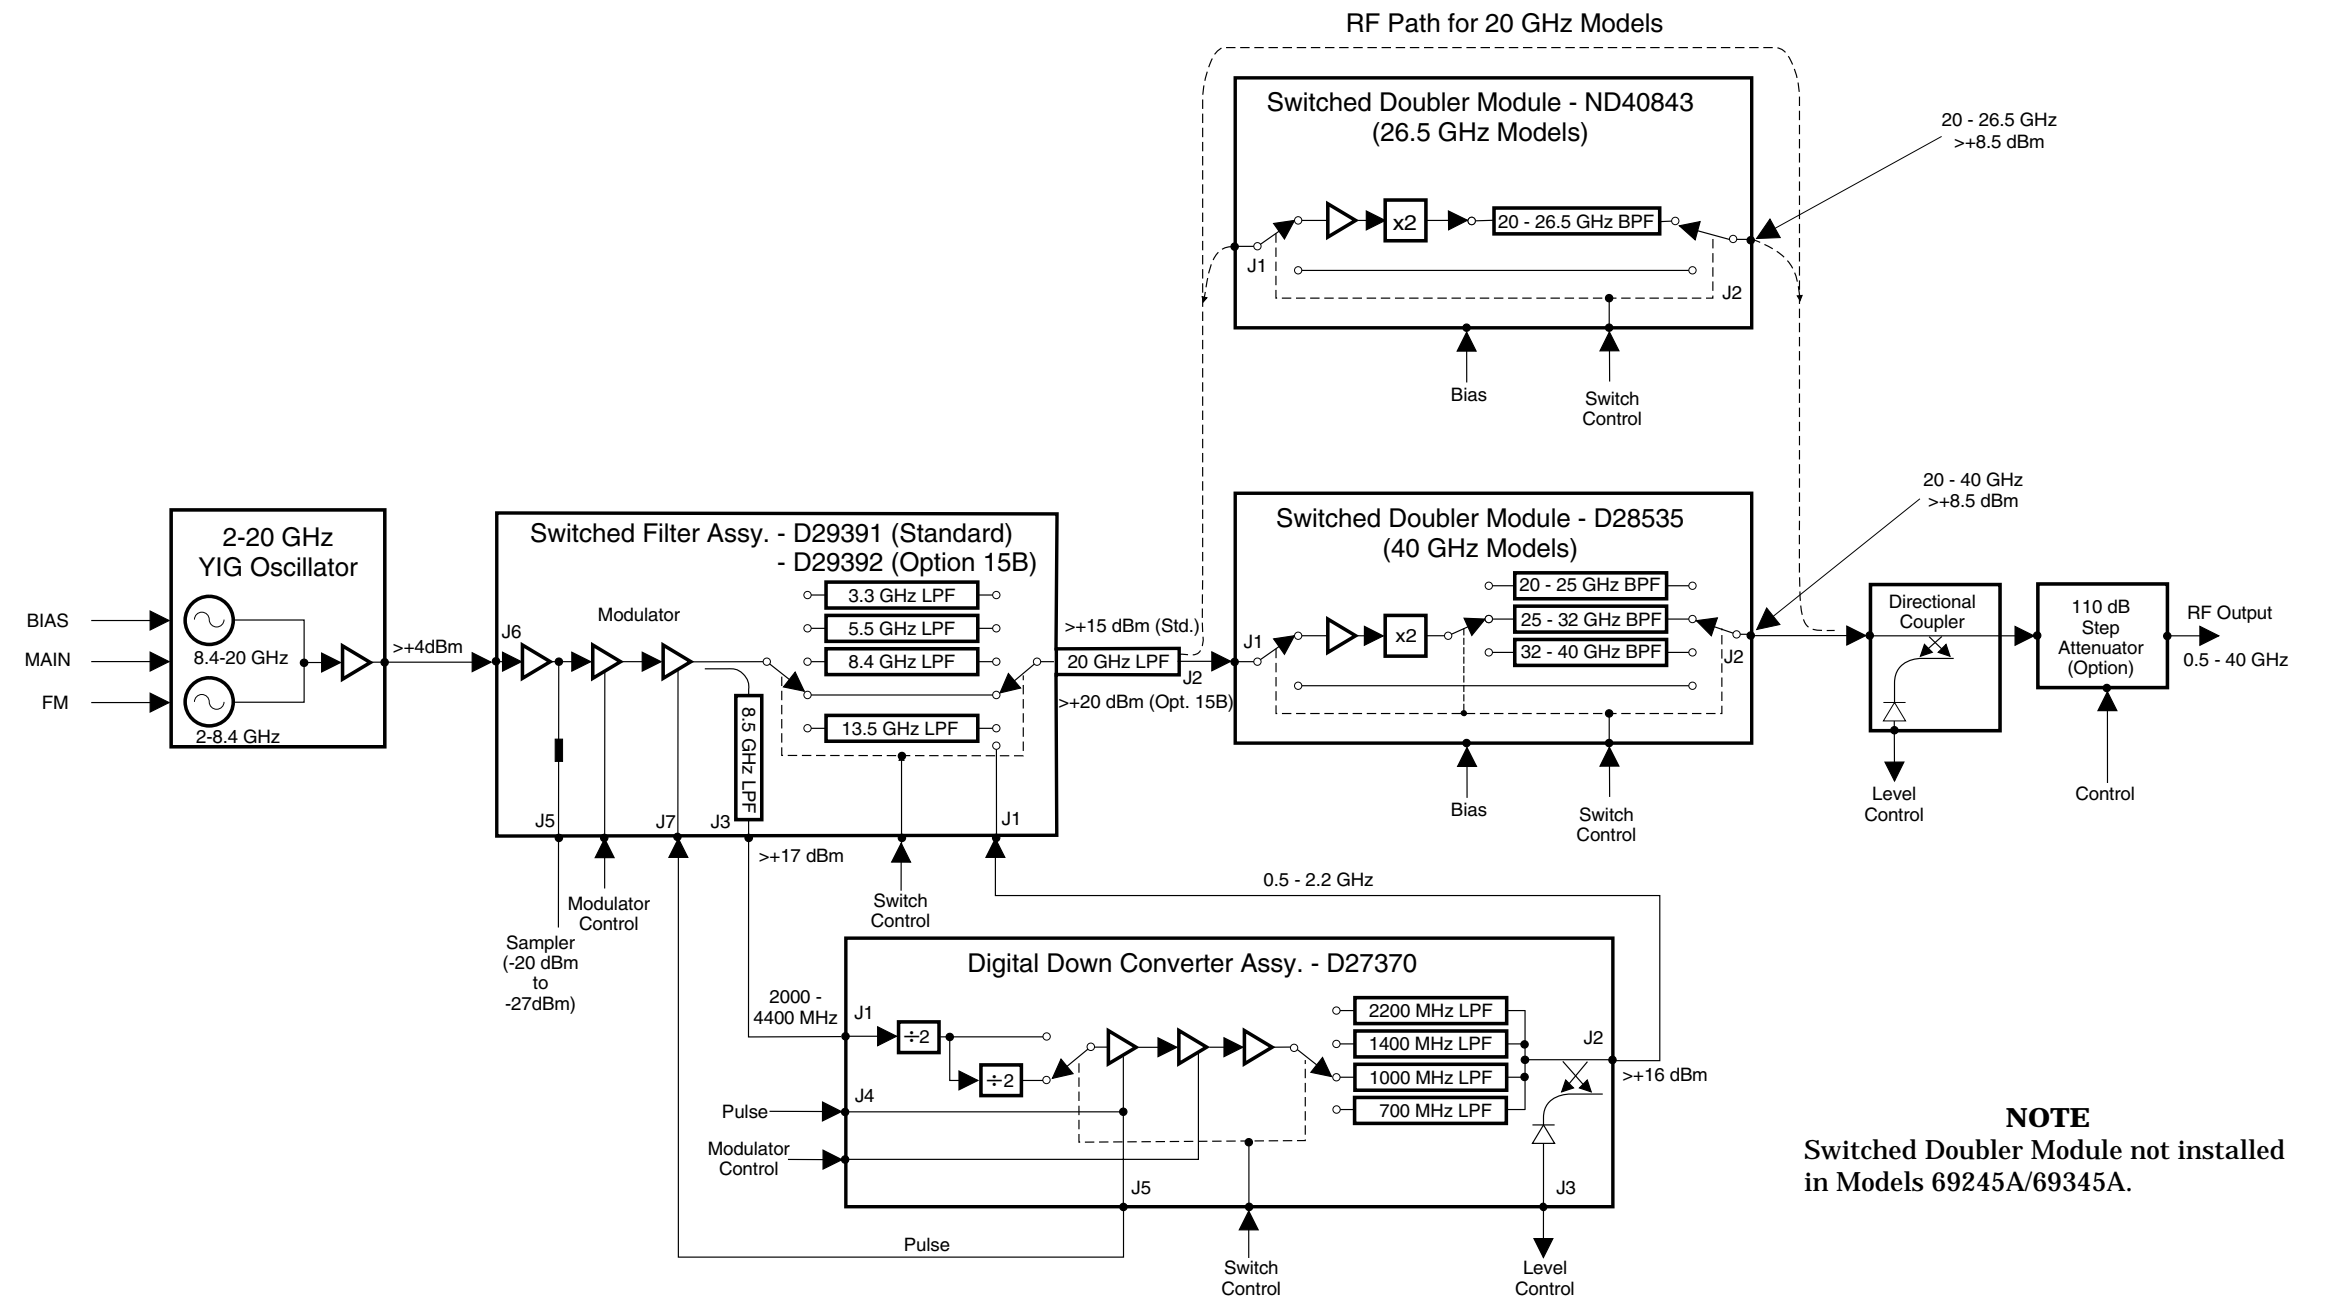 RF Path for 20 GHz Models
Switched Doubler Module - ND40843
(26.5 GHz Models)
20 - 26.5 GHz
>+8.5 dBm
x2
20 - 26.5 GHz BPF
J1
J2
Bias
Switch
Control
2-20 GHz
YIG Oscillator
BIAS
MAIN
FM
8.4-20 GHz
2-8.4 GHz
>+4dBm
Switched Filter Assy. - D29391 (Standard)
- D29392 (Option 15B)
J6
Modulator
3.3 GHz LPF
5.5 GHz LPF
8.4 GHz LPF
13.5 GHz LPF
8.5 GHz LPF
J5
J7
J3
J1
>+15 dBm (Std.)
20 GHz LPF
J2
>+20 dBm (Opt. 15B)
Sampler
(-20 dBm
to
-27dBm)
Modulator
Control
>+17 dBm
Switch
Control
Switched Doubler Module - D28535
(40 GHz Models)
20 - 40 GHz
>+8.5 dBm
J1
x2
20 - 25 GHz BPF
25 - 32 GHz BPF
32 - 40 GHz BPF
J2
Bias
Switch
Control
Directional
Coupler
Level
Control
110 dB
Step
Attenuator
(Option)
Control
RF Output
0.5 - 40 GHz
0.5 - 2.2 GHz
Digital Down Converter Assy. - D27370
2000 -
4400 MHz
J1
÷2
÷2
2200 MHz LPF
1400 MHz LPF
1000 MHz LPF
700 MHz LPF
J2
>+16 dBm
Pulse
J4
Modulator
Control
J5
J3
Pulse
Switch
Control
Level
Control
NOTE
Switched Doubler Module not installed
in Models 69245A/69345A.